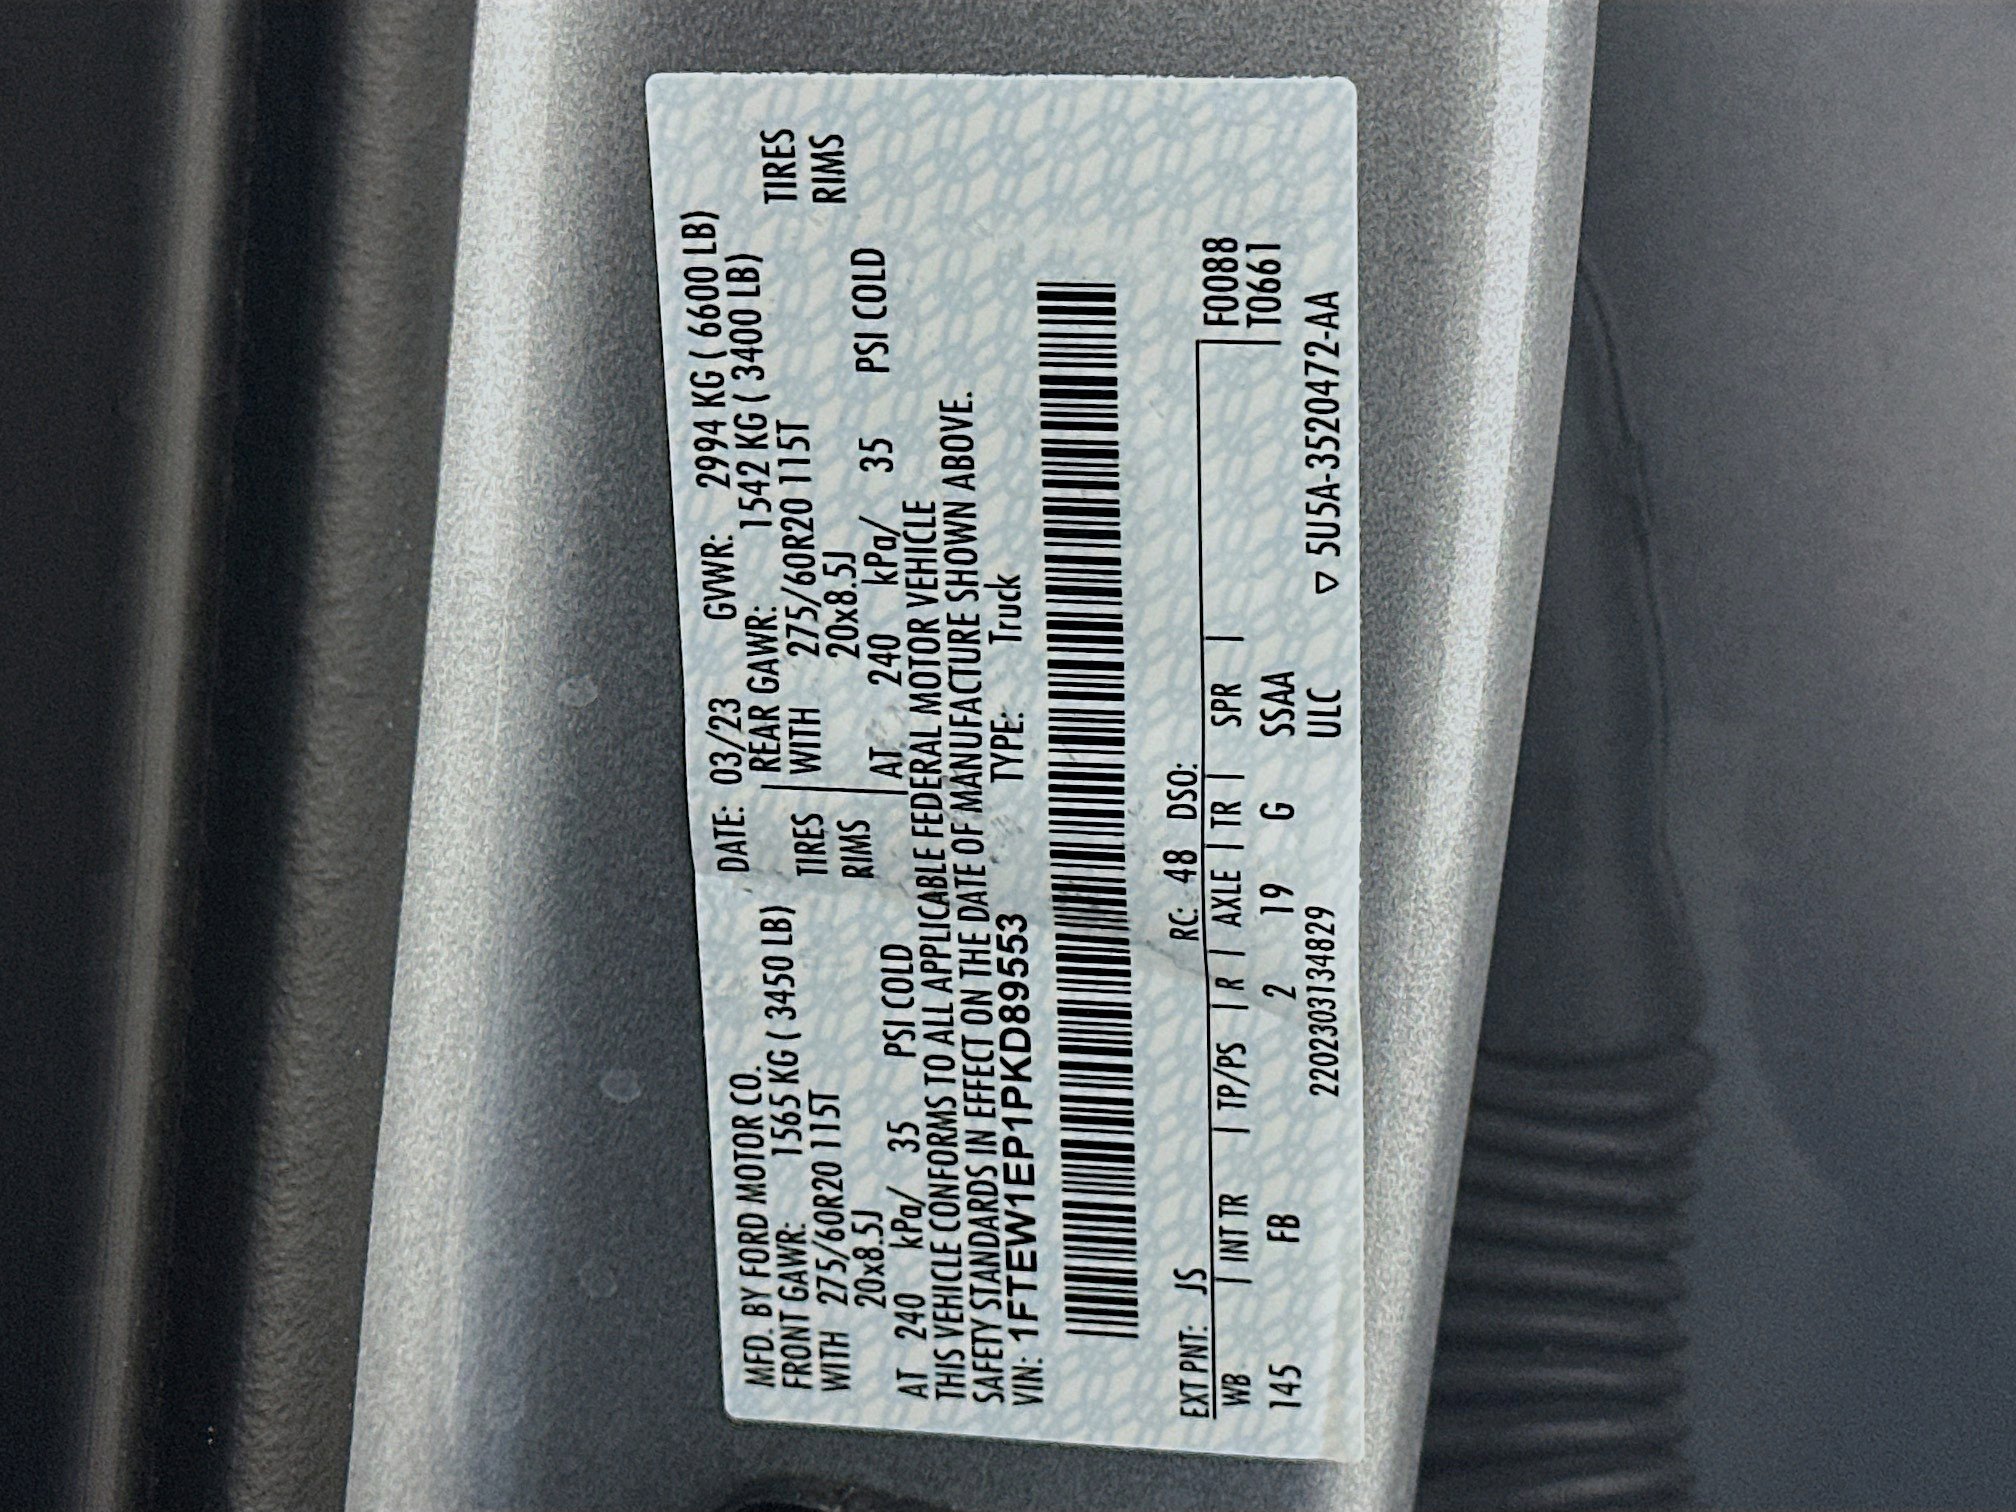 MFD. BY FORD MOTOR CO. DATE: 03/23 GVWR: 2994 KG ( 6600 LB)
FRONT GAWR: 1565 KG ( 3450 LB) REAR GAWR: 1542 KG ( 3400 LB)
WITH 275/60R20 115T TIRES WITH 275/60R20 115T TIRES
20x8.5J RIMS 20x8.5J RIMS
AT 240 kPa/ 35 PSI COLD AT 240 kPa/ 35 PSI COLD
THIS VEHICLE CONFORMS TO ALL APPLICABLE FEDERAL MOTOR VEHICLE
SAFETY STANDARDS IN EFFECT ON THE DATE OF MANUFACTURE SHOWN ABOVE.
VIN: 1FTEW1EP1PKD89553 TYPE: Truck
EXT PNT: JS RC: 48 DSO:
WB | INT TR | TP/PS | R | AXLE | TR | SPR | F0088
145 FB 2 19 G SSAA T0661
2202303134829 ULC ▽ 5U5A-3520472-AA